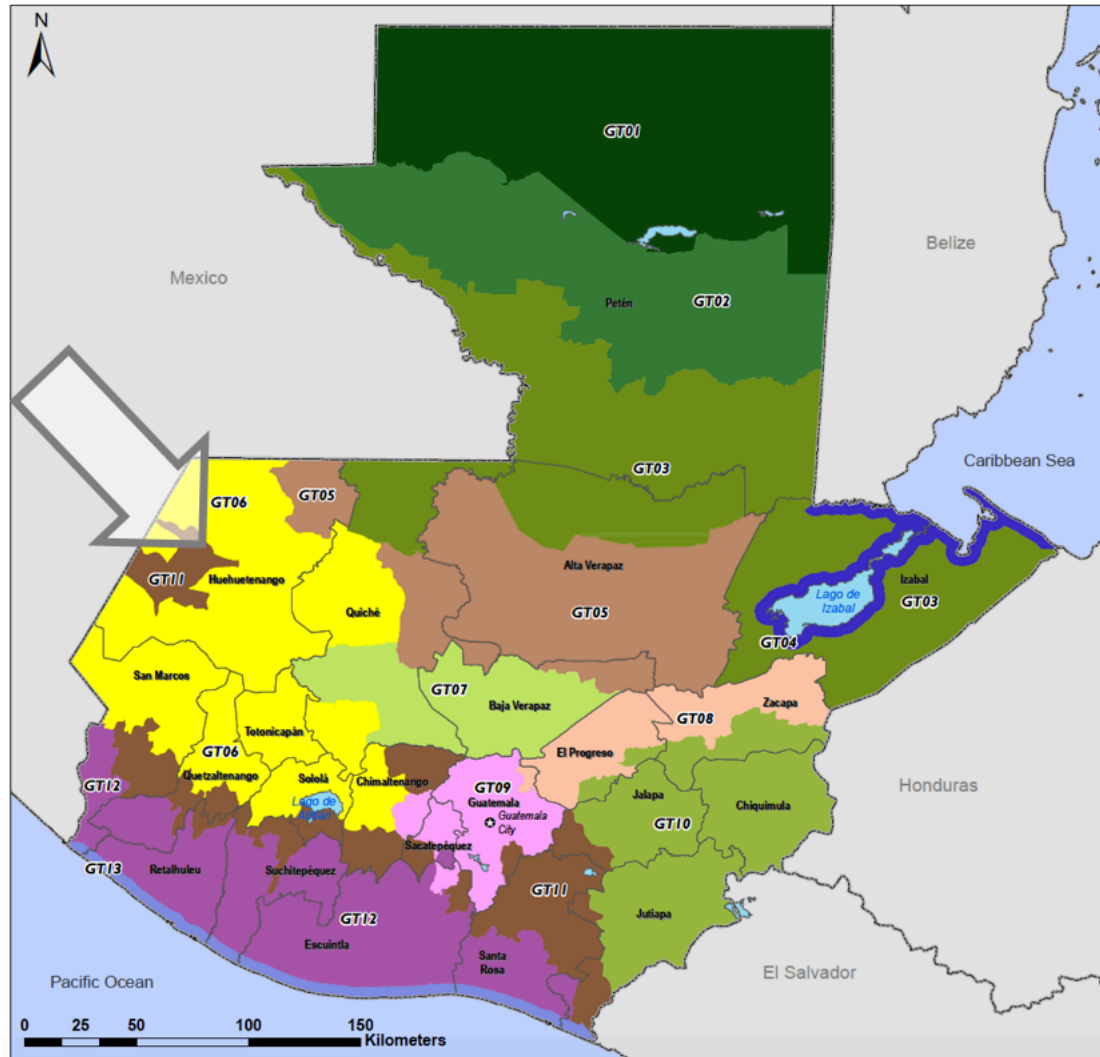 N
GT01
Belize
Mexico
Petén
GT02
GT03
Caribbean Sea
GT05
GT06
Alta Verapaz
GT11
Huehuetenango
Izabal
Lago de
Izabal
GT03
Quiché
GT05
GT04
San Marcos
GT07
Zacapa
Baja Verapaz
GT08
Totonicapán
GT06
El Progreso
Quetzaltenango
Sololá
Chimaltenango
GT12
GT09
Honduras
Guatemala
Guatemala
City
Jalapa
Chiquimula
Lago de
Atitlán
GT10
Sacatepéquez
GT13
Retalhuleu
Suchitepéquez
GT11
GT12
Jutiapa
Escuintla
Santa
Rosa
El Salvador
Pacific Ocean
0 25 50 100 150
Kilometers